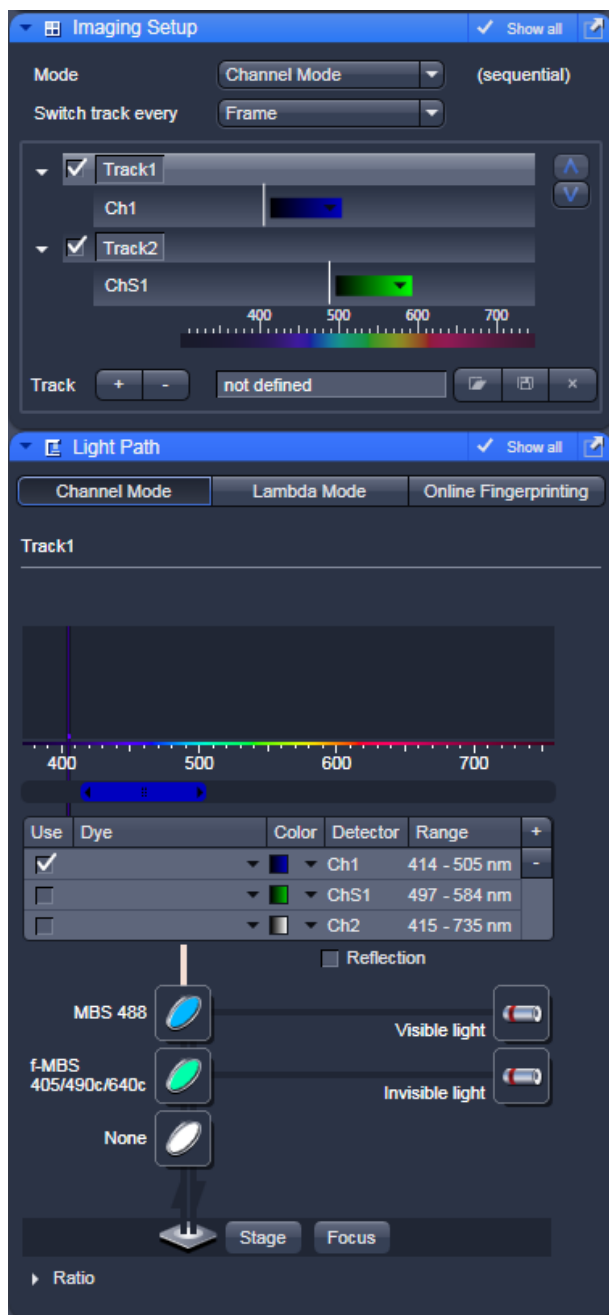 Imaging Setup Show all
Mode Channel Mode (sequential)
Switch track every Frame
Track1
Ch1
Track2
ChS1
400 500 600 700
Track + - not defined
Light Path Show all
Channel Mode Lambda Mode Online Fingerprinting
Track1
400 500 600 700
Use Dye Color Detector Range +
Ch1 414 - 505 nm -
ChS1 497 - 584 nm
Ch2 415 - 735 nm
Reflection
MBS 488
Visible light
f-MBS
405/490c/640c
Invisible light
None
Stage Focus
Ratio